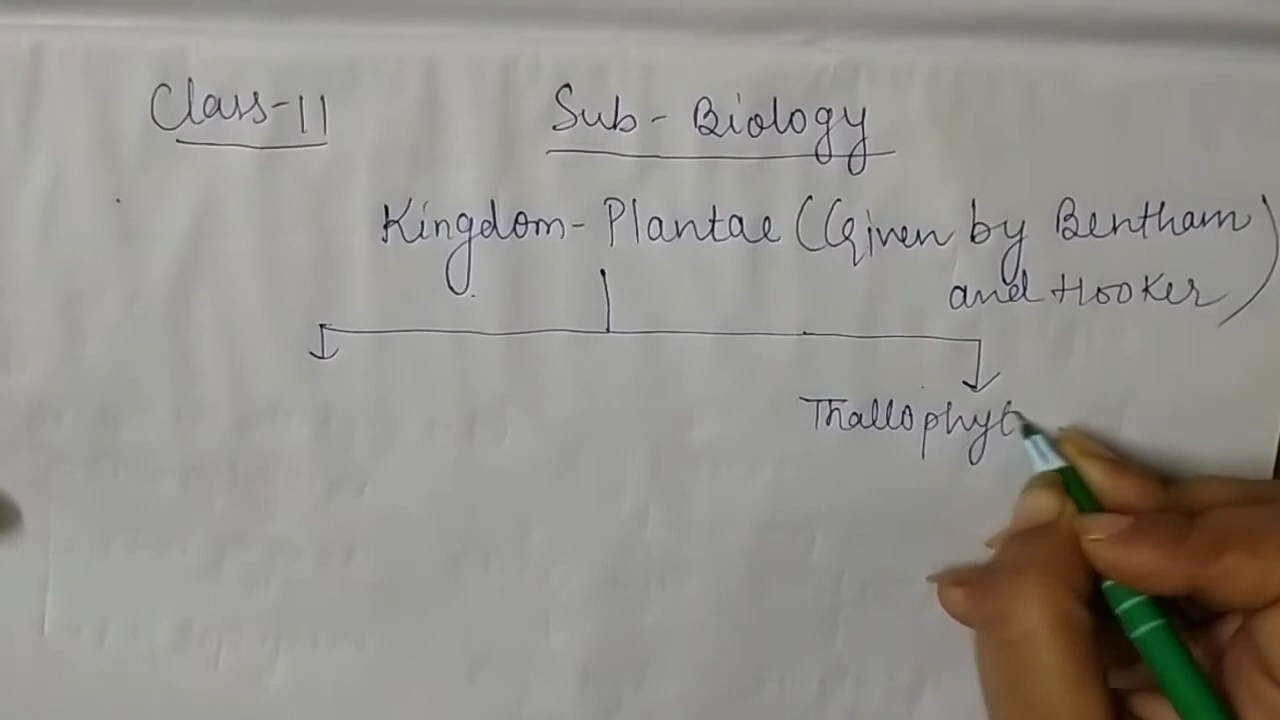 Class-11
Sub-Biology
Kingdom-Plantae (Given by Bentham
and Hooker)
Thallophyt